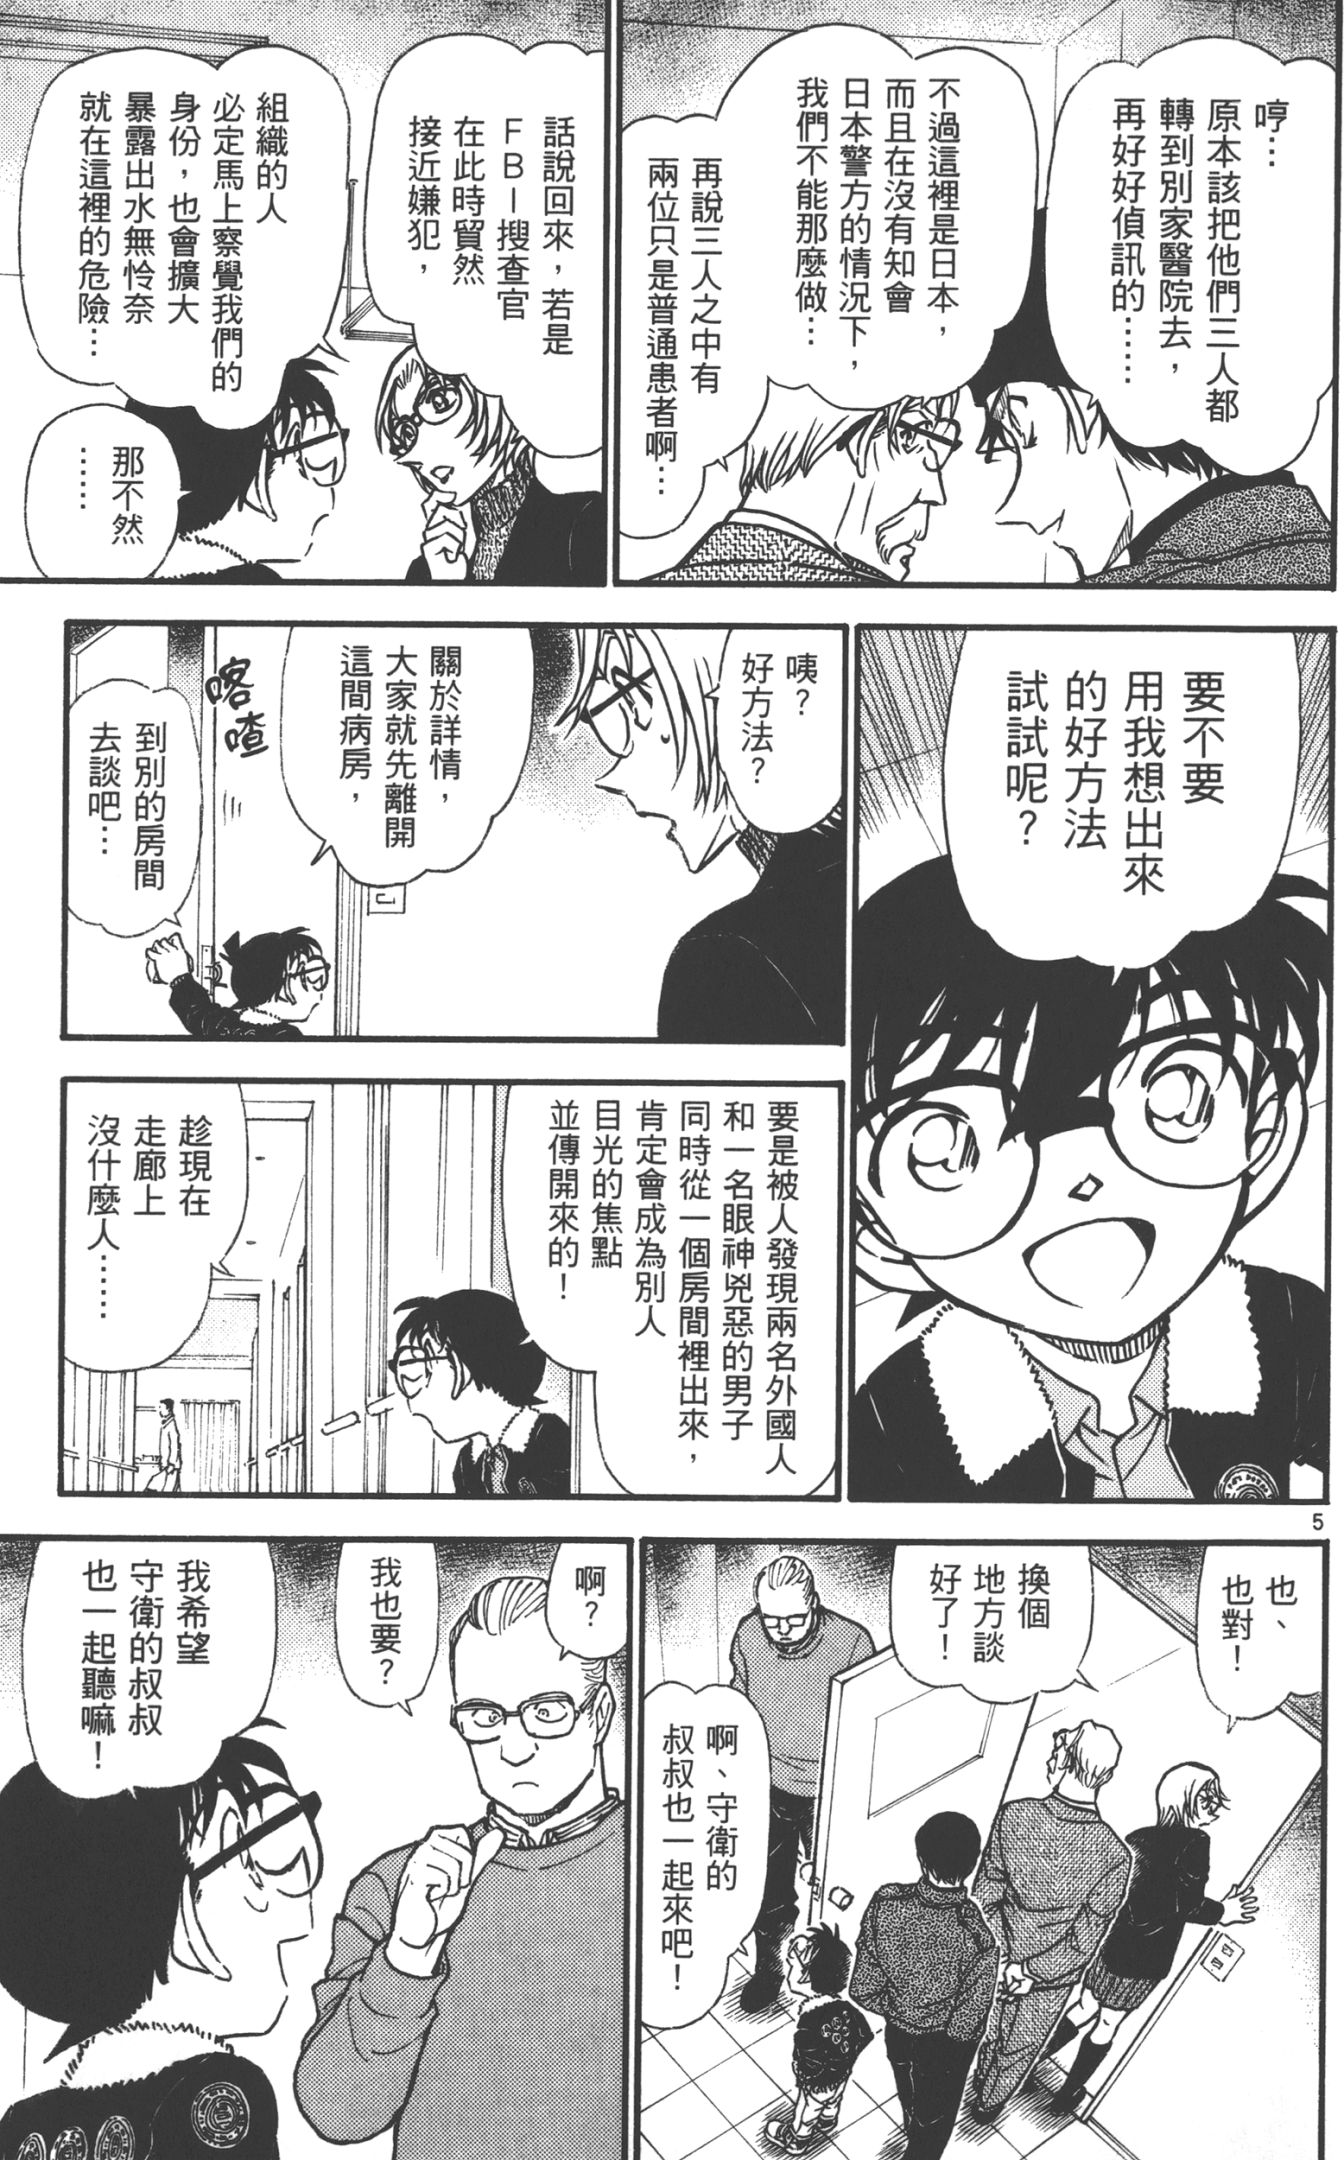 哼…
原本該把他們三人都
轉到別家醫院去，
再好好偵訊的……
不過這裡是日本，
而且在沒有知會
日本警方的情況下，
我們不能那麼做…
再說三人之中有
兩位只是普通患者啊…
話說回來，若是
FBI搜查官
在此時貿然
接近嫌犯，
組織的人
必定馬上察覺我們的
身份，也會擴大
暴露出水無怜奈
就在這裡的危險…
那不然
……
要不要
用我想出來
的好方法
試試呢？
咦？
好方法？
關於詳情，
大家就先離開
這間病房，
喀喳
到別的房間
去談吧…
要是被人發現兩名外國人
和一名眼神兇惡的男子
同時從一個房間裡出來，
肯定會成為別人
目光的焦點
並傳開來的！
趁現在
走廊上
沒什麼人……
5
也、
也對！
換個
地方談
好了！
啊、守衛的
叔叔也一起來吧！
啊？
我也要？
我希望
守衛的叔叔
也一起聽嘛！